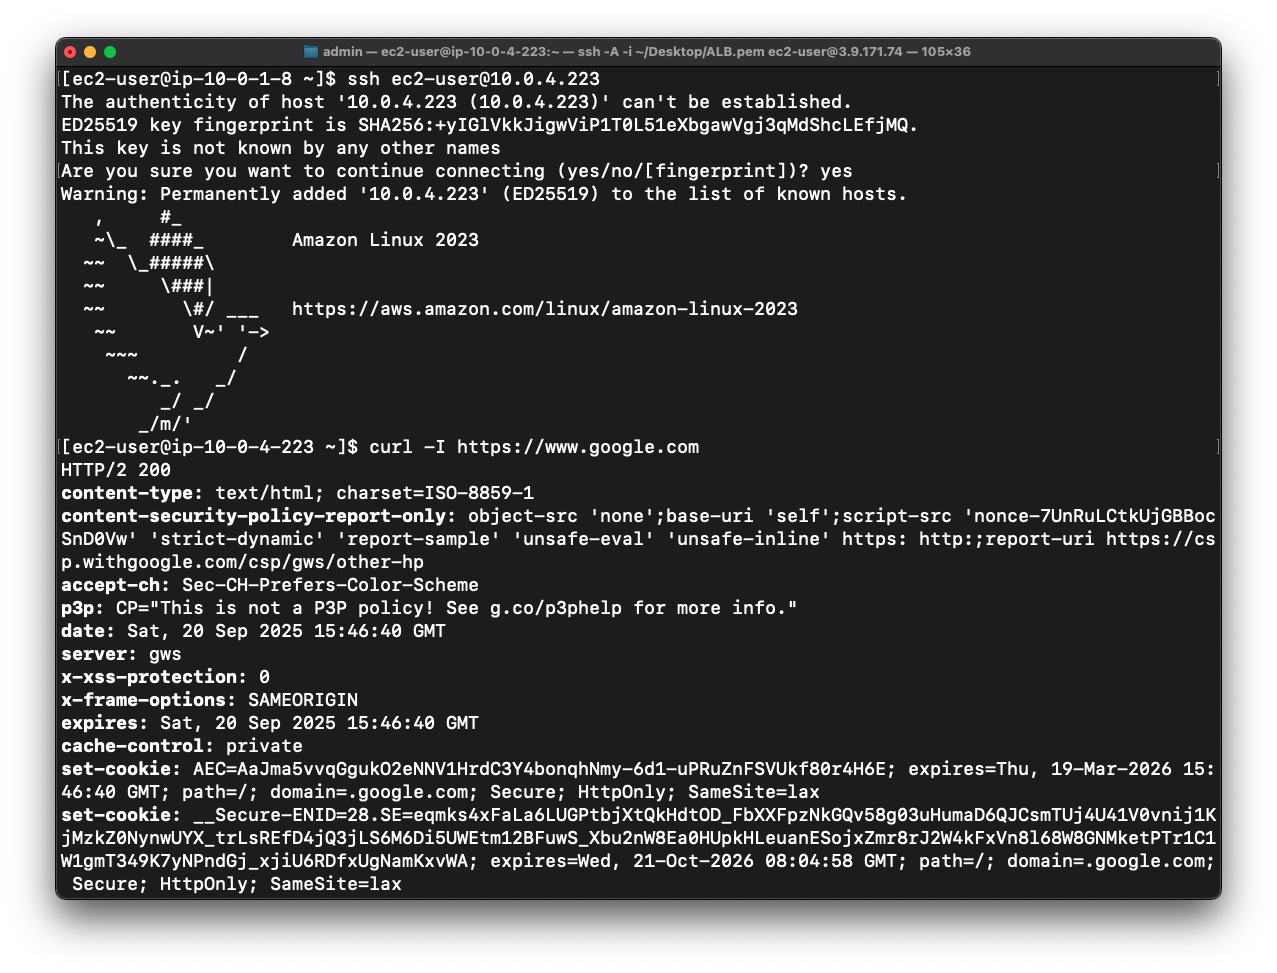 admin — ec2-user@ip-10-0-4-223:~ — ssh -A -i ~/Desktop/ALB.pem ec2-user@3.9.171.74 — 105×36
[ec2-user@ip-10-0-1-8 ~]$ ssh ec2-user@10.0.4.223
The authenticity of host '10.0.4.223 (10.0.4.223)' can't be established.
ED25519 key fingerprint is SHA256:+yIGlVkkJigwViP1T0L51eXbgawVgj3qMdShcLEfjMQ.
This key is not known by any other names
Are you sure you want to continue connecting (yes/no/[fingerprint])? yes
Warning: Permanently added '10.0.4.223' (ED25519) to the list of known hosts.
   ,     #_
   ~\_  ####_        Amazon Linux 2023
  ~~  \_#####\
  ~~     \###|
  ~~       \#/ ___   https://aws.amazon.com/linux/amazon-linux-2023
   ~~       V~' '->
    ~~~         /
      ~~._.   _/
         _/ _/
       _/m/'
[ec2-user@ip-10-0-4-223 ~]$ curl -I https://www.google.com
HTTP/2 200
content-type: text/html; charset=ISO-8859-1
content-security-policy-report-only: object-src 'none';base-uri 'self';script-src 'nonce-7UnRuLCtkUjGBBoc
SnD0Vw' 'strict-dynamic' 'report-sample' 'unsafe-eval' 'unsafe-inline' https: http:;report-uri https://cs
p.withgoogle.com/csp/gws/other-hp
accept-ch: Sec-CH-Prefers-Color-Scheme
p3p: CP="This is not a P3P policy! See g.co/p3phelp for more info."
date: Sat, 20 Sep 2025 15:46:40 GMT
server: gws
x-xss-protection: 0
x-frame-options: SAMEORIGIN
expires: Sat, 20 Sep 2025 15:46:40 GMT
cache-control: private
set-cookie: AEC=AaJma5vvqGgukO2eNNV1HrdC3Y4bonqhNmy-6d1-uPRuZnFSVUkf80r4H6E; expires=Thu, 19-Mar-2026 15:
46:40 GMT; path=/; domain=.google.com; Secure; HttpOnly; SameSite=lax
set-cookie: __Secure-ENID=28.SE=eqmks4xFaLa6LUGPtbjXtQkHdtOD_FbXXFpzNkGQv58g03uHumaD6QJCsmTUj4U41V0vnij1K
jMzkZ0NynwUYX_trLsREfD4jQ3jLS6M6Di5UWEtm12BFuwS_Xbu2nW8Ea0HUpkHLeuanESojxZmr8rJ2W4kFxVn8l68W8GNMketPTr1C1
W1gmT349K7yNPndGj_xjiU6RDfxUgNamKxvWA; expires=Wed, 21-Oct-2026 08:04:58 GMT; path=/; domain=.google.com;
 Secure; HttpOnly; SameSite=lax